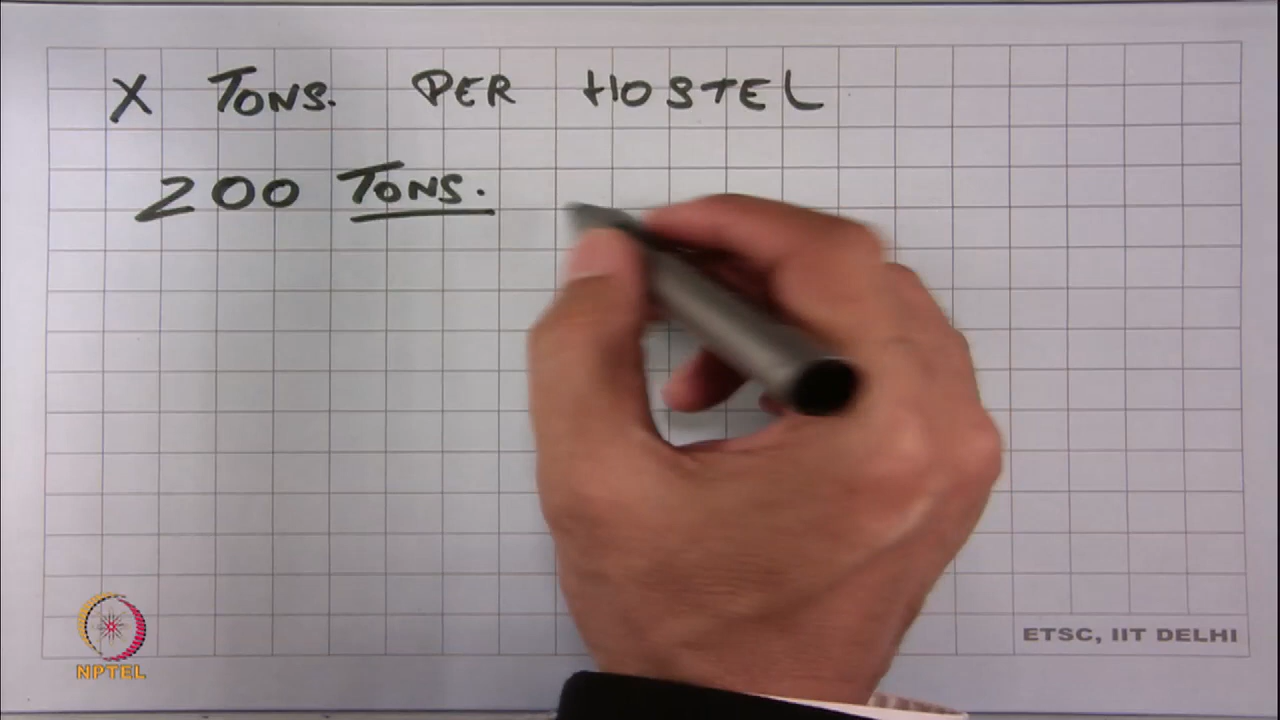 X TONS. PER HOSTEL
200 TONS.
NPTEL
ETSC, IIT DELHI